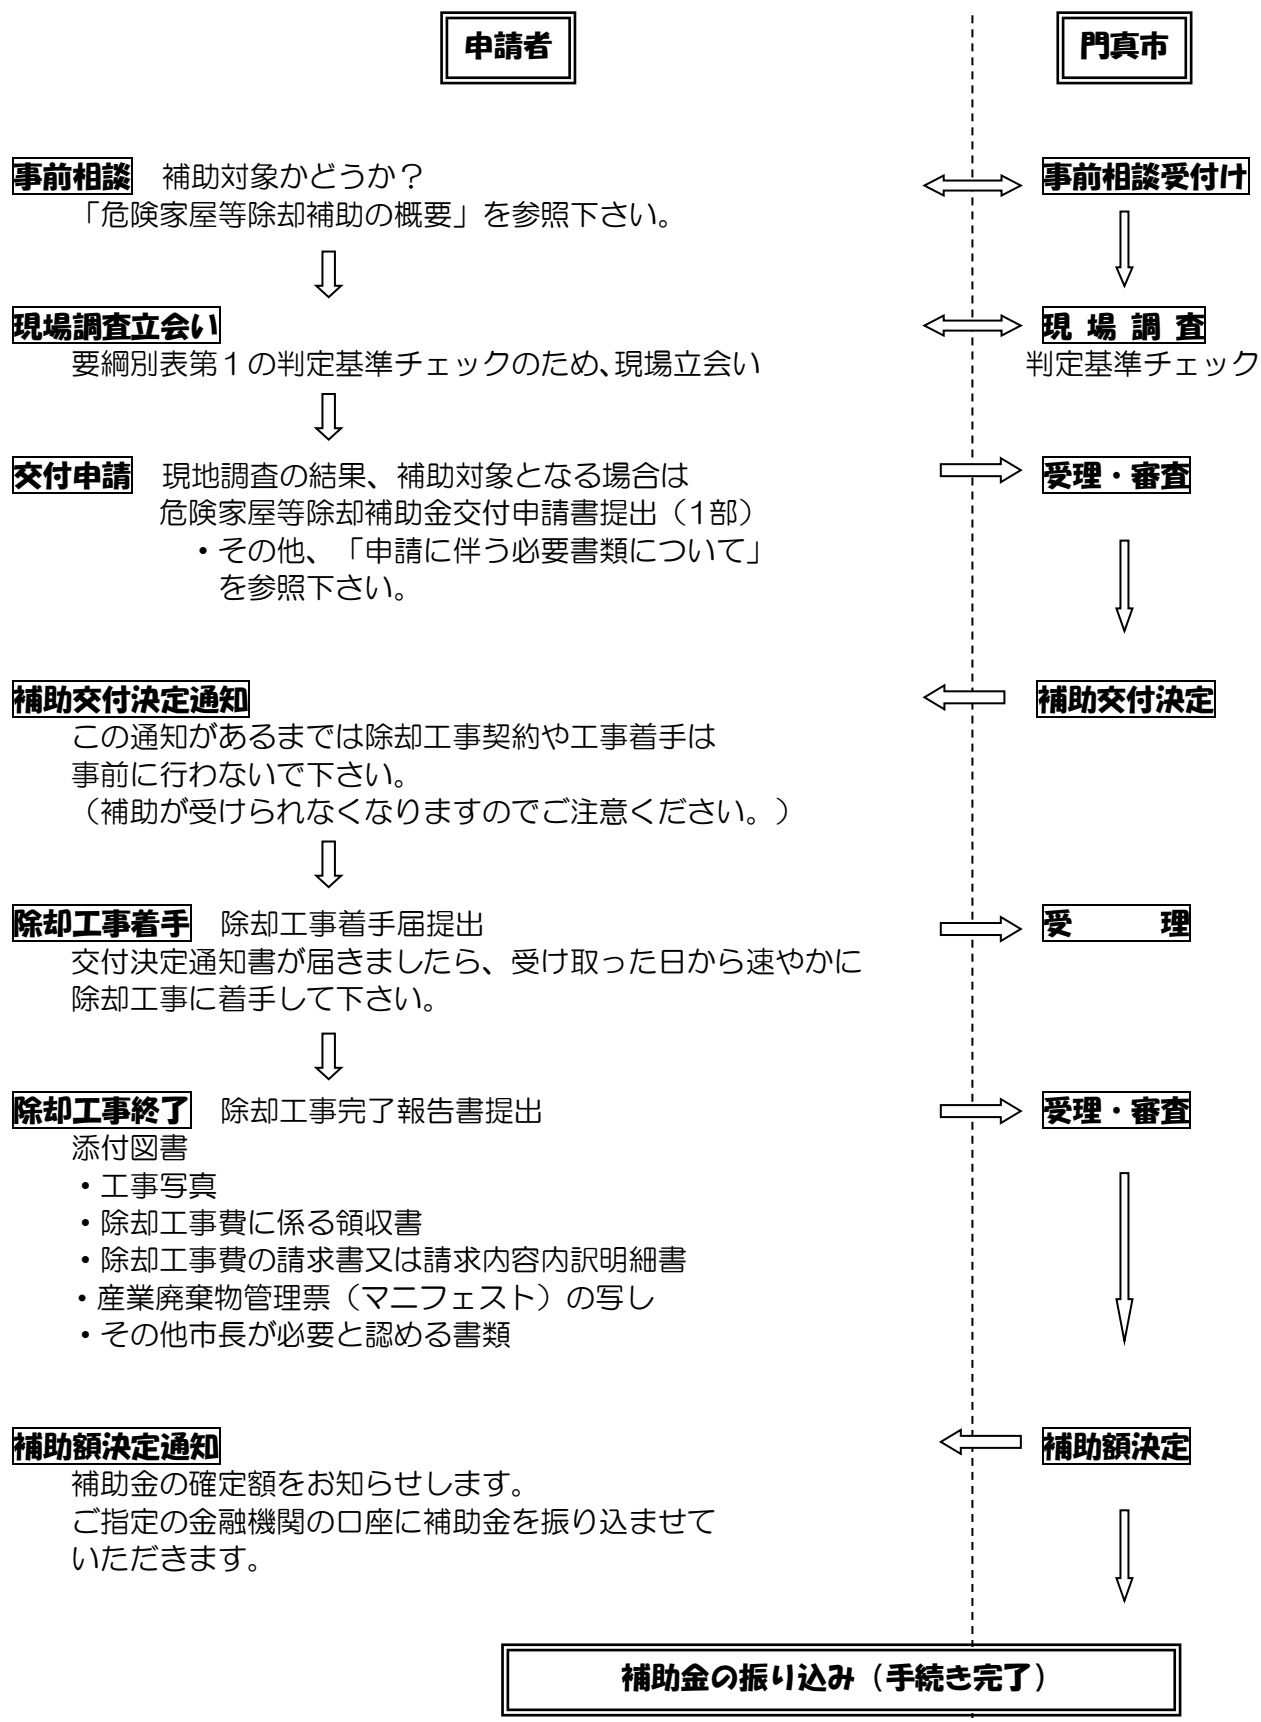 申請者
門真市
事前相談　補助対象かどうか？
事前相談受付け
「危険家屋等除却補助の概要」を参照下さい。
現場調査立会い
現 場 調 査
要綱別表第１の判定基準チェックのため、現場立会い
判定基準チェック
交付申請　現地調査の結果、補助対象となる場合は
受理・審査
危険家屋等除却補助金交付申請書提出（1部）
・その他、「申請に伴う必要書類について」
を参照下さい。
補助交付決定通知
補助交付決定
この通知があるまでは除却工事契約や工事着手は
事前に行わないで下さい。
（補助が受けられなくなりますのでご注意ください。）
除却工事着手　除却工事着手届提出
受　　　理
交付決定通知書が届きましたら、受け取った日から速やかに
除却工事に着手して下さい。
除却工事終了　除却工事完了報告書提出
受理・審査
添付図書
・工事写真
・除却工事費に係る領収書
・除却工事費の請求書又は請求内容内訳明細書
・産業廃棄物管理票（マニフェスト）の写し
・その他市長が必要と認める書類
補助額決定通知
補助額決定
補助金の確定額をお知らせします。
ご指定の金融機関の口座に補助金を振り込ませて
いただきます。
補助金の振り込み（手続き完了）